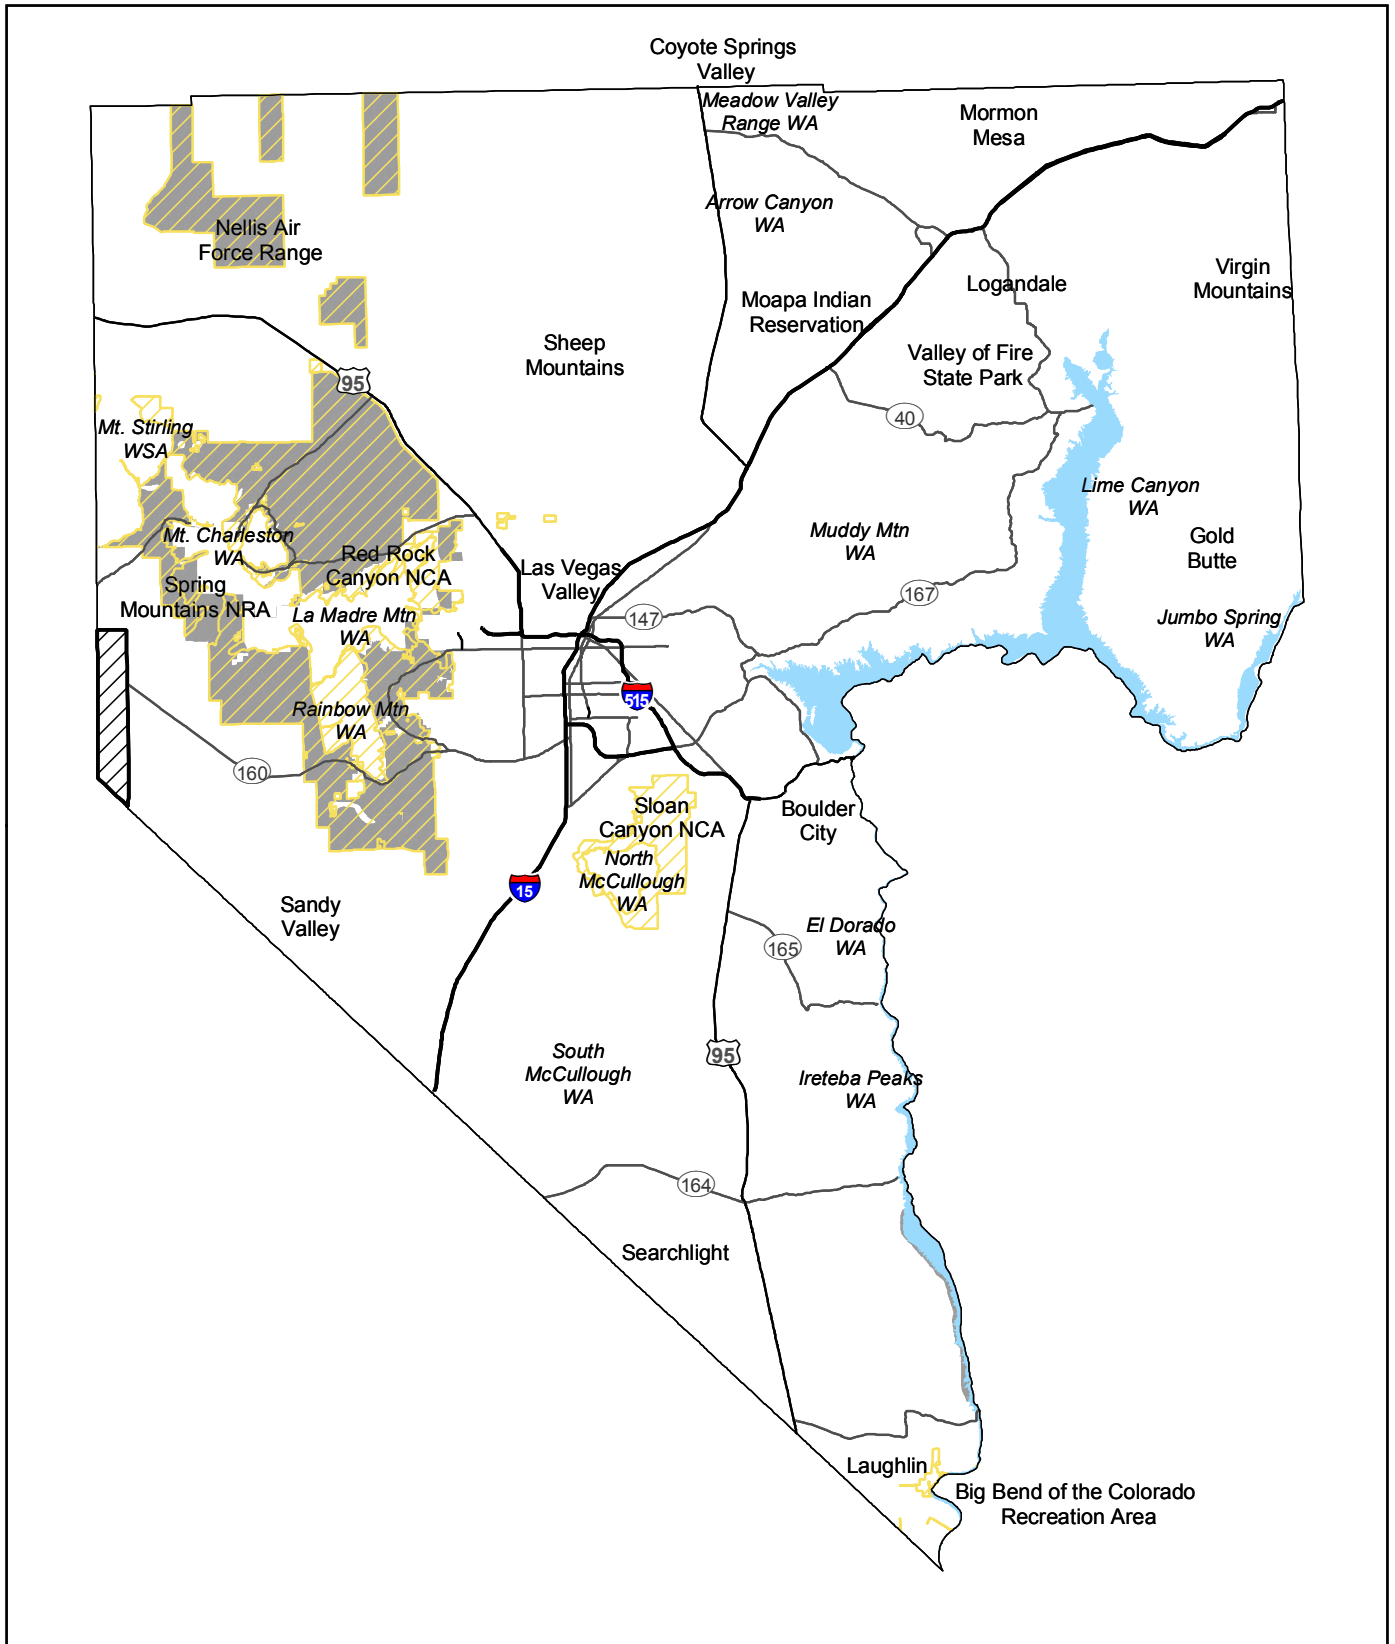 Coyote Springs
Valley
Meadow Valley
Range WA
Mormon
Mesa
Arrow Canyon
WA
Nellis Air
Force Range
Virgin
Mountains
Logandale
Moapa Indian
Reservation
Sheep
Mountains
Valley of Fire
State Park
95
40
Mt. Stirling
WSA
Lime Canyon
WA
Muddy Mtn
WA
Gold
Butte
Mt. Charleston
WA
Red Rock
Canyon NCA
Las Vegas
Valley
Spring
Mountains NRA
167
147
La Madre Mtn
WA
Jumbo Spring
WA
515
Rainbow Mtn
WA
160
Sloan
Canyon NCA
Boulder
City
North
McCullough
WA
15
Sandy
Valley
El Dorado
WA
165
South
McCullough
WA
95
Ireteba Peaks
WA
164
Searchlight
Laughlin
Big Bend of the Colorado
Recreation Area